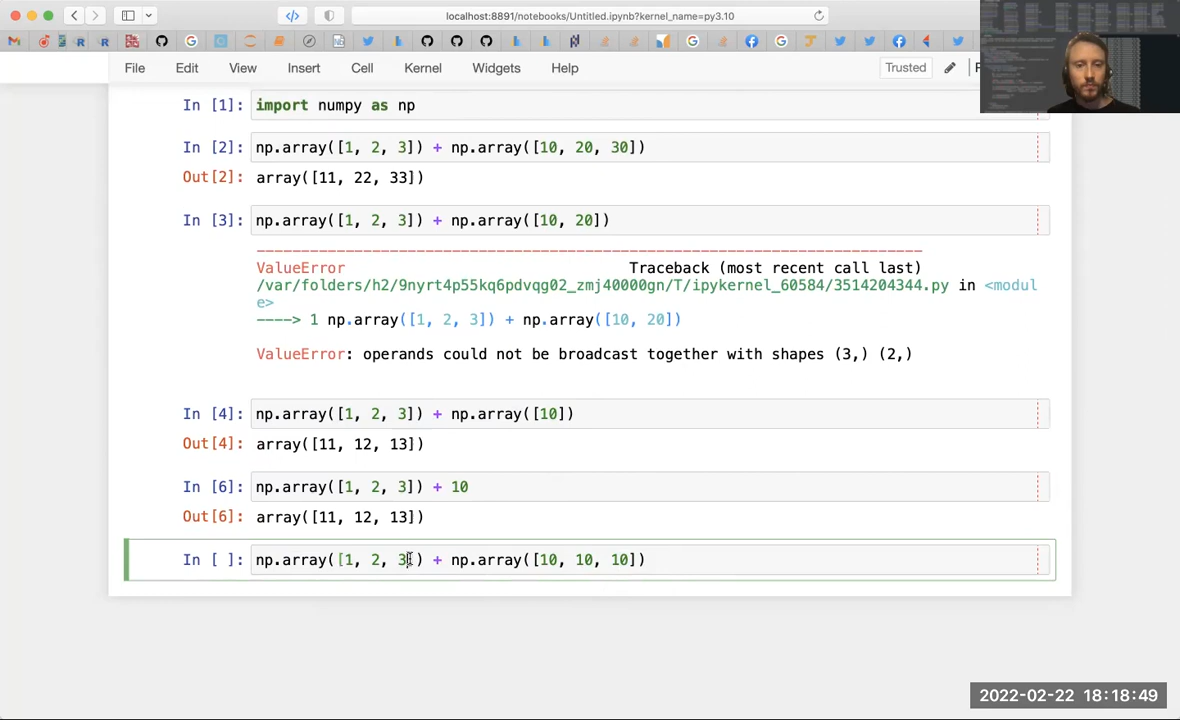 localhost:8891/notebooks/Untitled.ipynb?kernel_name=py3.10
File Edit View Insert Cell Kernel Widgets Help Trusted
In [1]: import numpy as np
In [2]: np.array([1, 2, 3]) + np.array([10, 20, 30])
Out[2]: array([11, 22, 33])
In [3]: np.array([1, 2, 3]) + np.array([10, 20])
ValueError Traceback (most recent call last)
/var/folders/h2/9nyrt4p55kq6pdvqg02_zmj40000gn/T/ipykernel_60584/3514204344.py in <modul
e>
----> 1 np.array([1, 2, 3]) + np.array([10, 20])
ValueError: operands could not be broadcast together with shapes (3,) (2,)
In [4]: np.array([1, 2, 3]) + np.array([10])
Out[4]: array([11, 12, 13])
In [6]: np.array([1, 2, 3]) + 10
Out[6]: array([11, 12, 13])
In [ ]: np.array([1, 2, 3]) + np.array([10, 10, 10])
2022-02-22 18:18:49